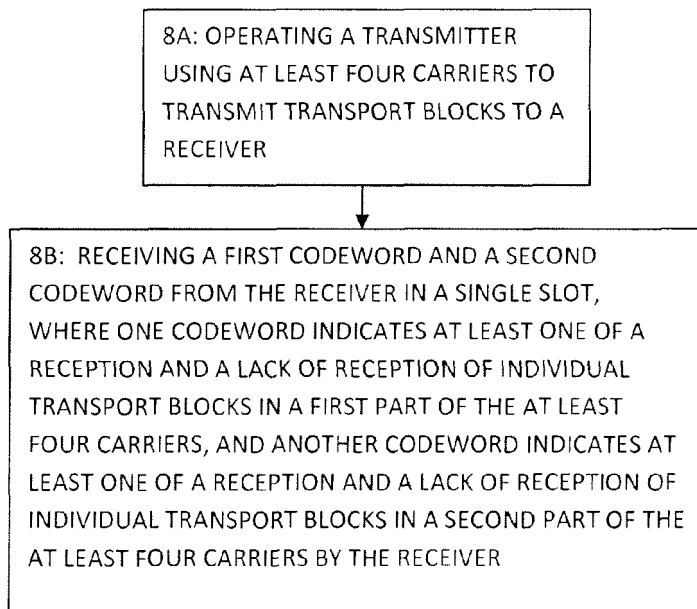 8A: OPERATING A TRANSMITTER
USING AT LEAST FOUR CARRIERS TO
TRANSMIT TRANSPORT BLOCKS TO A
RECEIVER
8B: RECEIVING A FIRST CODEWORD AND A SECOND
CODEWORD FROM THE RECEIVER IN A SINGLE SLOT,
WHERE ONE CODEWORD INDICATES AT LEAST ONE OF A
RECEPTION AND A LACK OF RECEPTION OF INDIVIDUAL
TRANSPORT BLOCKS IN A FIRST PART OF THE AT LEAST
FOUR CARRIERS, AND ANOTHER CODEWORD INDICATES AT
LEAST ONE OF A RECEPTION AND A LACK OF RECEPTION OF
INDIVIDUAL TRANSPORT BLOCKS IN A SECOND PART OF THE
AT LEAST FOUR CARRIERS BY THE RECEIVER